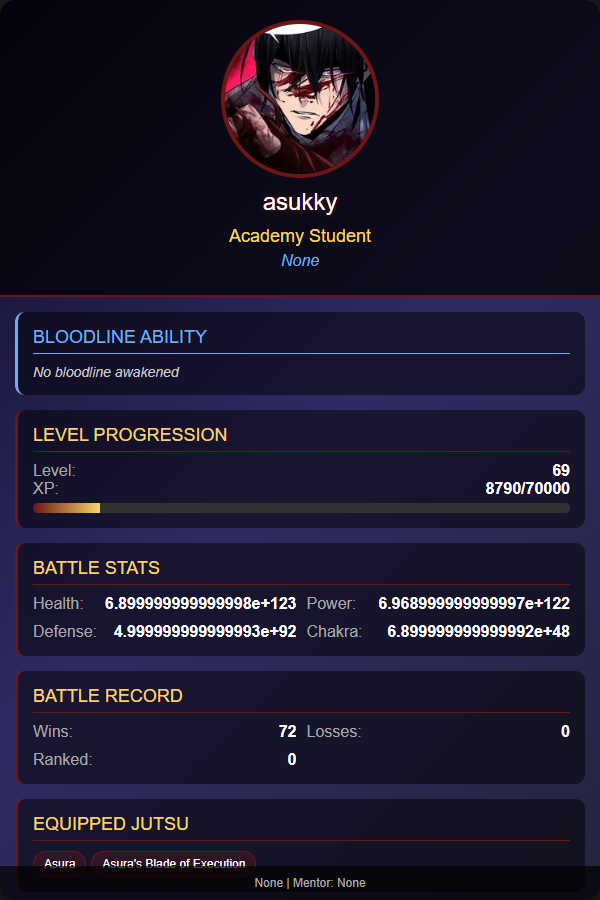 asukky
Academy Student
None
BLOODLINE ABILITY
No bloodline awakened
LEVEL PROGRESSION
Level: 69
XP: 8790/70000
BATTLE STATS
Health: 6.899999999999998e+123 Power: 6.968999999999997e+122
Defense: 4.999999999999993e+92 Chakra: 6.899999999999992e+48
BATTLE RECORD
Wins: 72 Losses: 0
Ranked: 0
EQUIPPED JUTSU
Asura Asura's Blade of Execution
None | Mentor: None